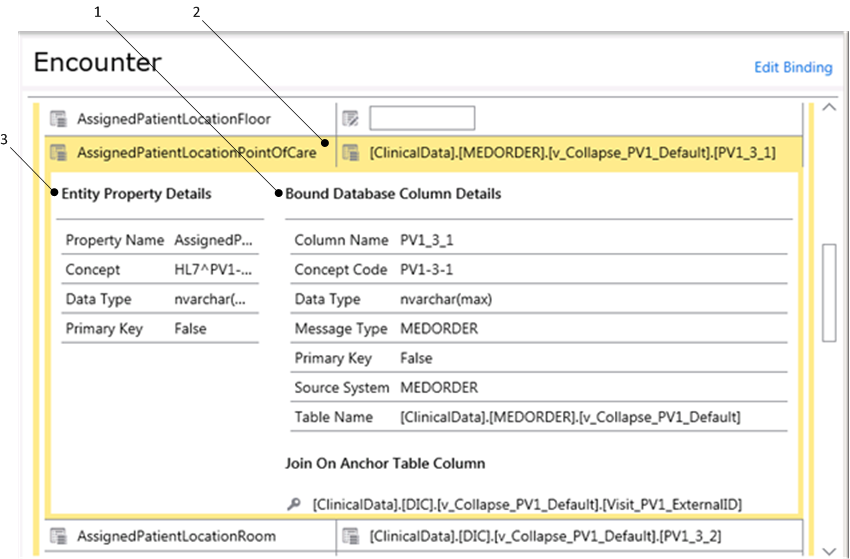 1
2
Encounter
Edit Binding
AssignedPatientLocationFloor
3
AssignedPatientLocationPointOfCare [ClinicalData].[MEDORDER].[v_Collapse_PV1_Default].[PV1_3_1]
Entity Property Details Bound Database Column Details
Property Name AssignedP... Column Name PV1_3_1
Concept HL7^PV1-... Concept Code PV1-3-1
Data Type nvarchar(... Data Type nvarchar(max)
Primary Key False Message Type MEDORDER
Primary Key False
Source System MEDORDER
Table Name [ClinicalData].[MEDORDER].[v_Collapse_PV1_Default]
Join On Anchor Table Column
[ClinicalData].[DIC].[v_Collapse_PV1_Default].[Visit_PV1_ExternalID]
AssignedPatientLocationRoom [ClinicalData].[DIC].[v_Collapse_PV1_Default].[PV1_3_2]